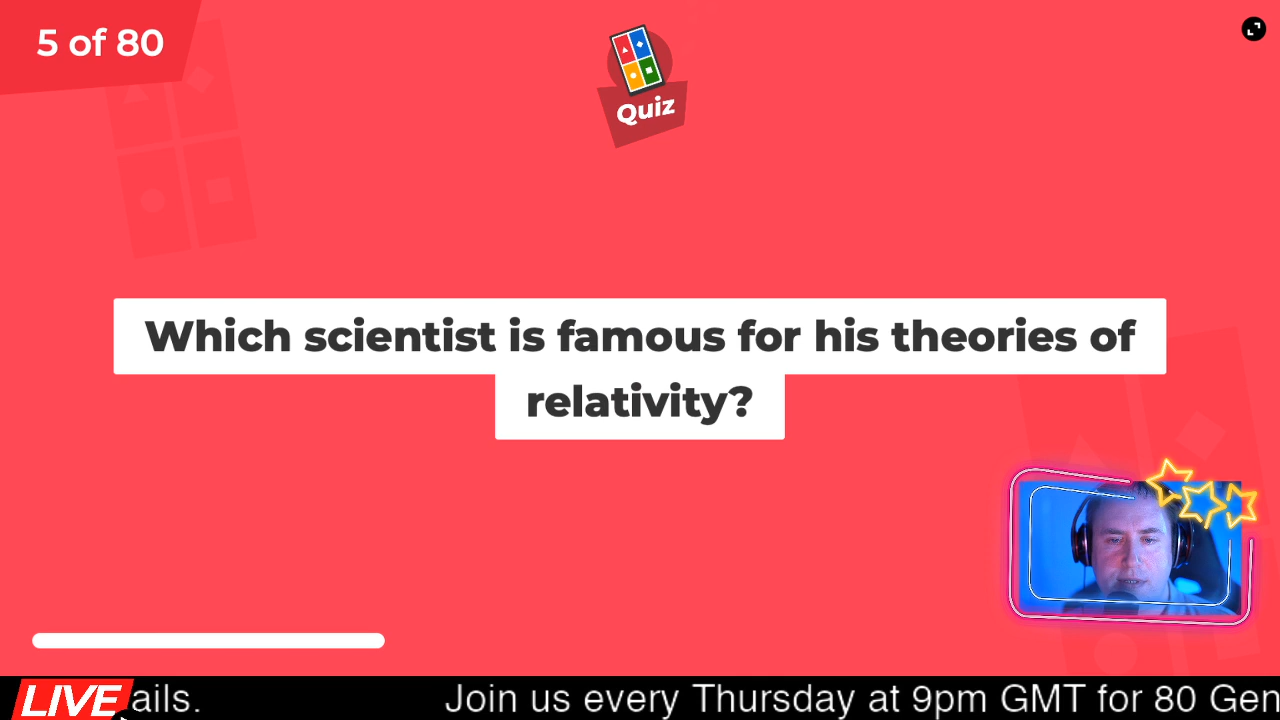 5 of 80
Quiz
Which scientist is famous for his theories of
relativity?
LIVE ails. Join us every Thursday at 9pm GMT for 80 Gen